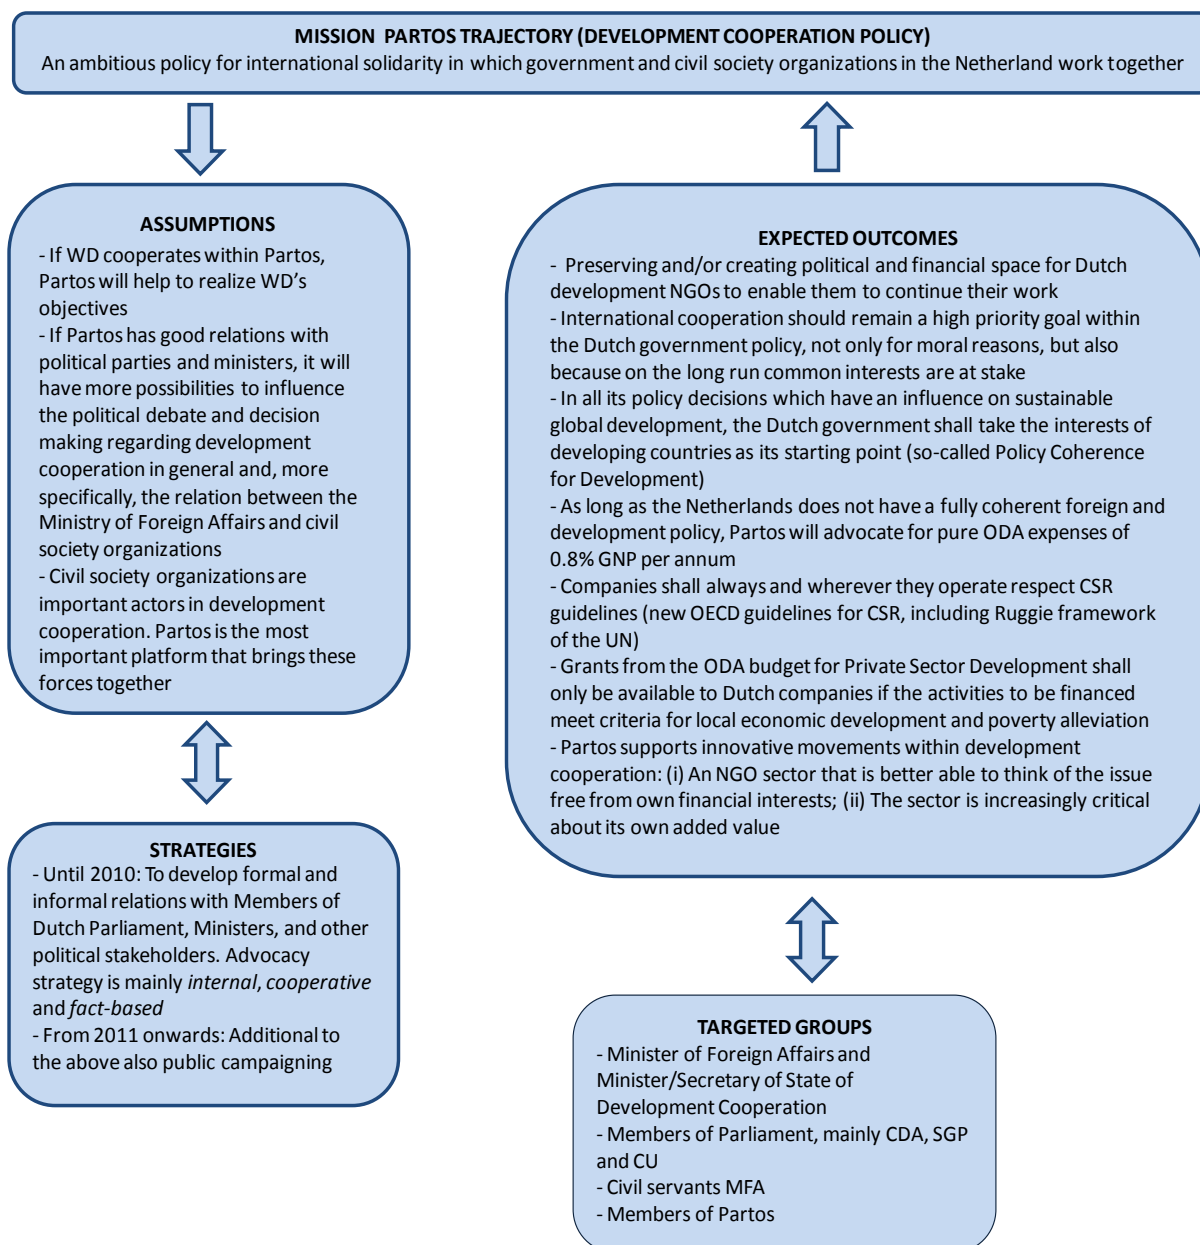 MISSION PARTOS TRAJECTORY (DEVELOPMENT COOPERATION POLICY)
An ambitious policy for international solidarity in which government and civil society organizations in the Netherland work together
ASSUMPTIONS
- If WD cooperates within Partos,
Partos will help to realize WD’s
objectives
- If Partos has good relations with
political parties and ministers, it will
have more possibilities to influence
the political debate and decision
making regarding development
cooperation in general and, more
specifically, the relation between the
Ministry of Foreign Affairs and civil
society organizations
- Civil society organizations are
important actors in development
cooperation. Partos is the most
important platform that brings these
forces together
STRATEGIES
- Until 2010: To develop formal and
informal relations with Members of
Dutch Parliament, Ministers, and other
political stakeholders. Advocacy
strategy is mainly internal, cooperative
and fact-based
- From 2011 onwards: Additional to
the above also public campaigning
EXPECTED OUTCOMES
- Preserving and/or creating political and financial space for Dutch
development NGOs to enable them to continue their work
- International cooperation should remain a high priority goal within
the Dutch government policy, not only for moral reasons, but also
because on the long run common interests are at stake
- In all its policy decisions which have an influence on sustainable
global development, the Dutch government shall take the interests of
developing countries as its starting point (so-called Policy Coherence
for Development)
- As long as the Netherlands does not have a fully coherent foreign and
development policy, Partos will advocate for pure ODA expenses of
0.8% GNP per annum
- Companies shall always and wherever they operate respect CSR
guidelines (new OECD guidelines for CSR, including Ruggie framework
of the UN)
- Grants from the ODA budget for Private Sector Development shall
only be available to Dutch companies if the activities to be financed
meet criteria for local economic development and poverty alleviation
- Partos supports innovative movements within development
cooperation: (i) An NGO sector that is better able to think of the issue
free from own financial interests; (ii) The sector is increasingly critical
about its own added value
TARGETED GROUPS
- Minister of Foreign Affairs and
Minister/Secretary of State of
Development Cooperation
- Members of Parliament, mainly CDA, SGP
and CU
- Civil servants MFA
- Members of Partos